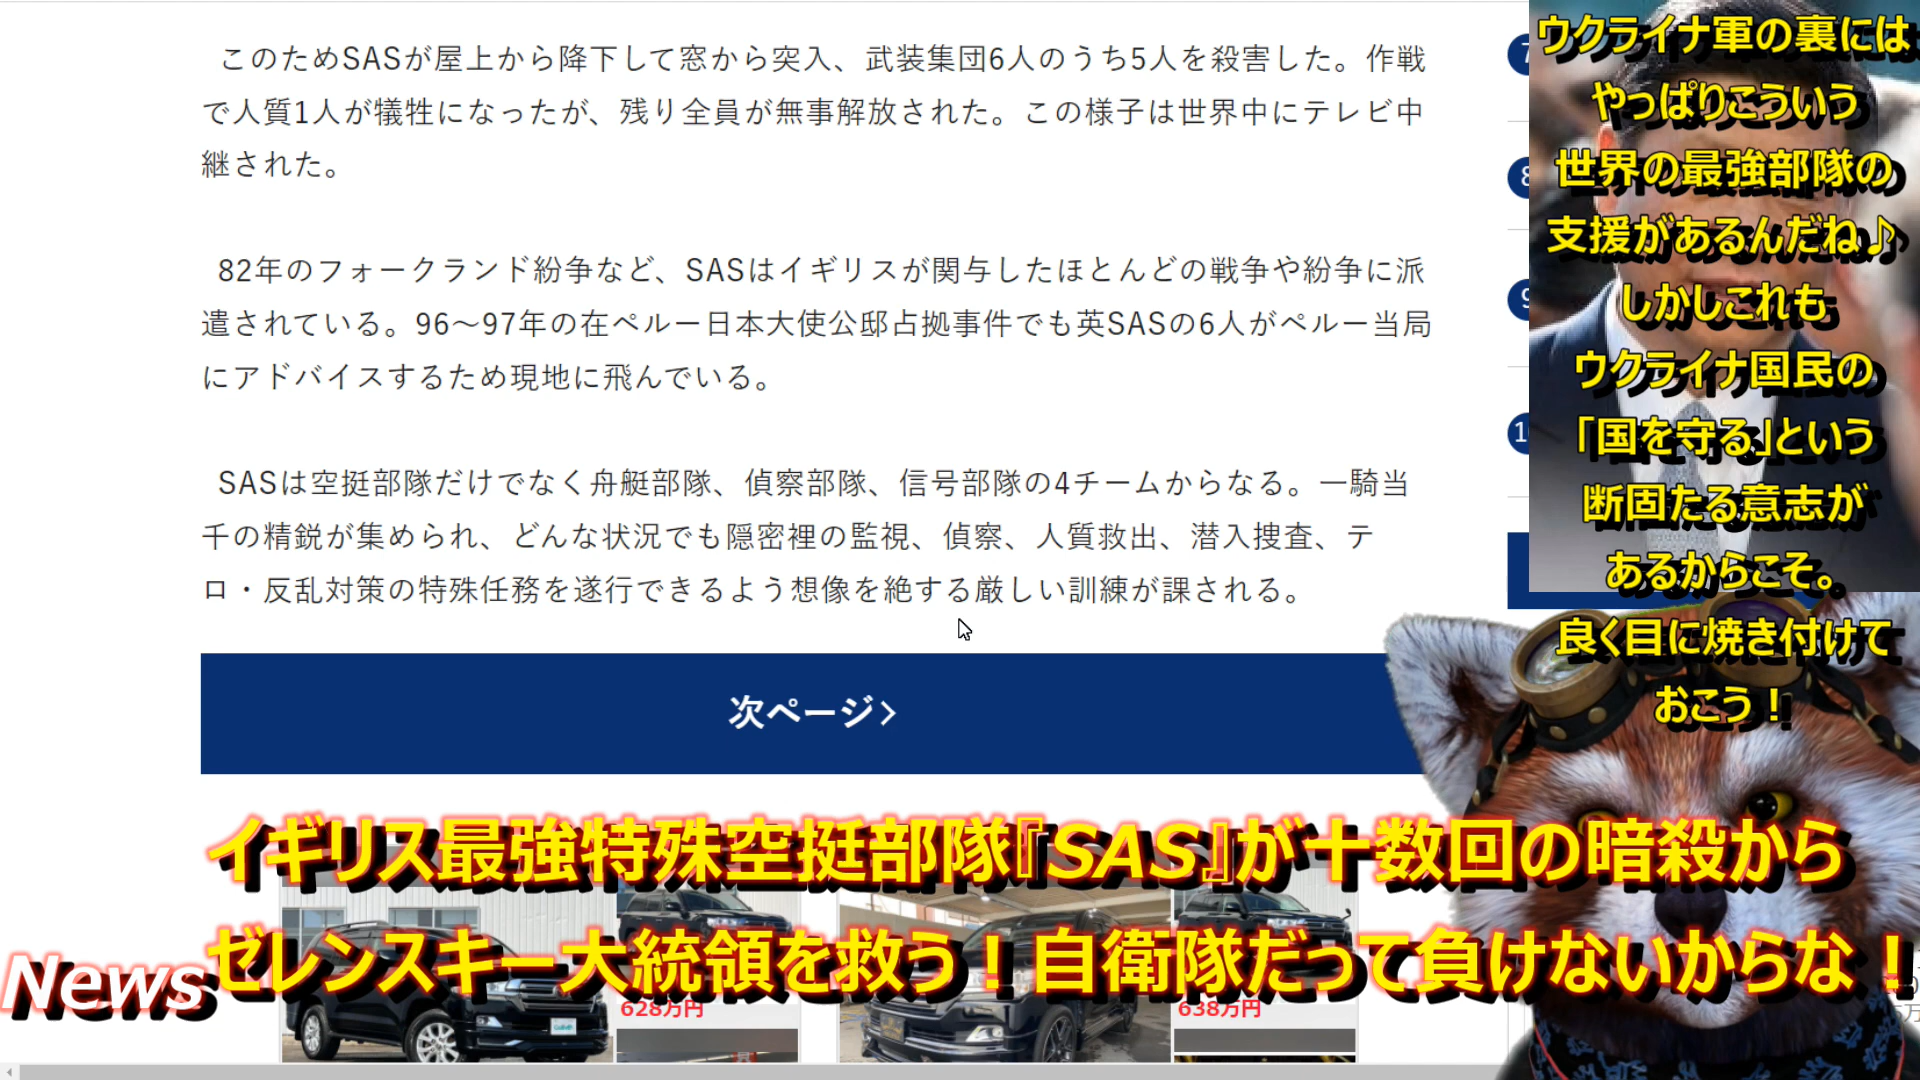 このためSASが屋上から降下して窓から突入、武装集団6人のうち5人を殺害した。作戦
で人質1人が犠牲になったが、残り全員が無事解放された。この様子は世界中にテレビ中
継された。
82年のフォークランド紛争など、SASはイギリスが関与したほとんどの戦争や紛争に派
遣されている。96〜97年の在ペルー日本大使公邸占拠事件でも英SASの6人がペルー当局
にアドバイスするため現地に飛んでいる。
SASは空挺部隊だけでなく舟艇部隊、偵察部隊、信号部隊の4チームからなる。一騎当
千の精鋭が集められ、どんな状況でも隠密裡の監視、偵察、人質救出、潜入捜査、テ
ロ・反乱対策の特殊任務を遂行できるよう想像を絶する厳しい訓練が課される。
次ページ>
7
8
9
10
ウクライナ軍の裏には
やっぱりこういう
世界の最強部隊の
支援があるんだね♪
しかしこれも
ウクライナ国民の
「国を守る」という
断固たる意志が
あるからこそ。
良く目に焼き付けて
おこう！
イギリス最強特殊空挺部隊『SAS』が十数回の暗殺から
ゼレンスキー大統領を救う！自衛隊だって負けないからな！
News
628万円
638万円